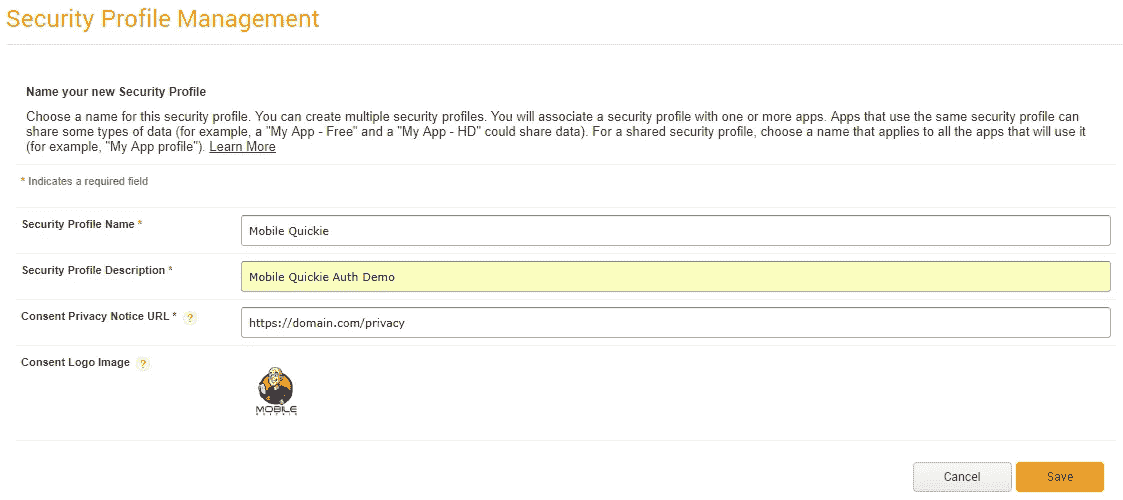 Security Profile Management
Name your new Security Profile
Choose a name for this security profile. You can create multiple security profiles. You will associate a security profile with one or more apps. Apps that use the same security profile can
share some types of data (for example, a "My App - Free" and a "My App - HD" could share data). For a shared security profile, choose a name that applies to all the apps that will use it
(for example, "My App profile"). Learn More
* Indicates a required field
Security Profile Name *
Mobile Quickie
Security Profile Description *
Mobile Quickie Auth Demo
Consent Privacy Notice URL * ?
https://domain.com/privacy
Consent Logo Image ?
MOBILE
Cancel Save